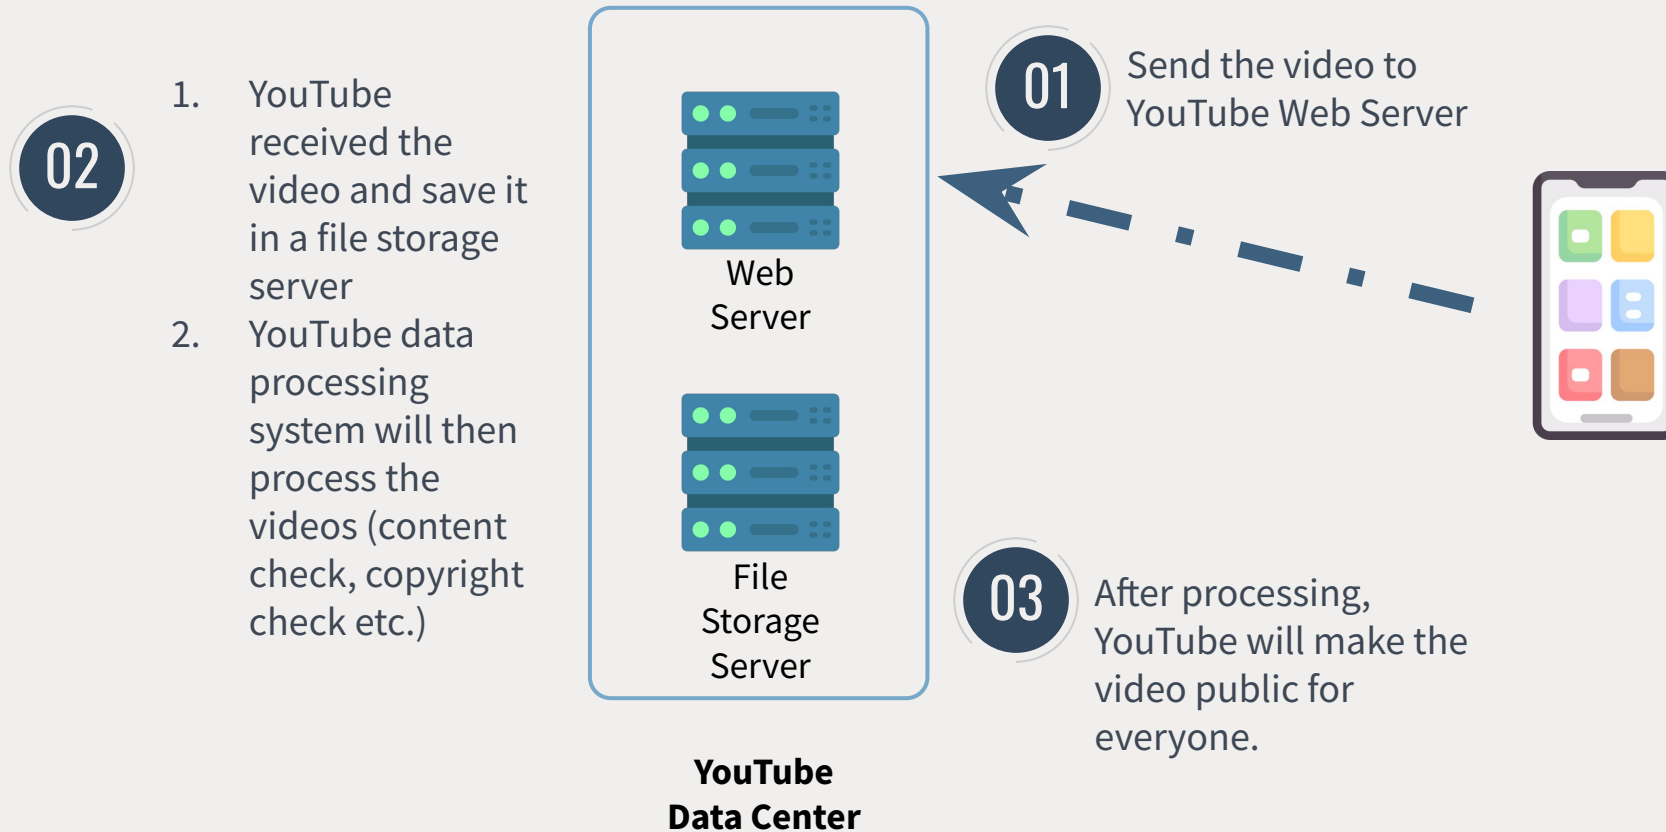 01
Send the video to
YouTube Web Server
02
1. YouTube
received the
video and save it
in a file storage
server
2. YouTube data
processing
system will then
process the
videos (content
check, copyright
check etc.)
Web
Server
File
Storage
Server
YouTube
Data Center
03
After processing,
YouTube will make the
video public for
everyone.